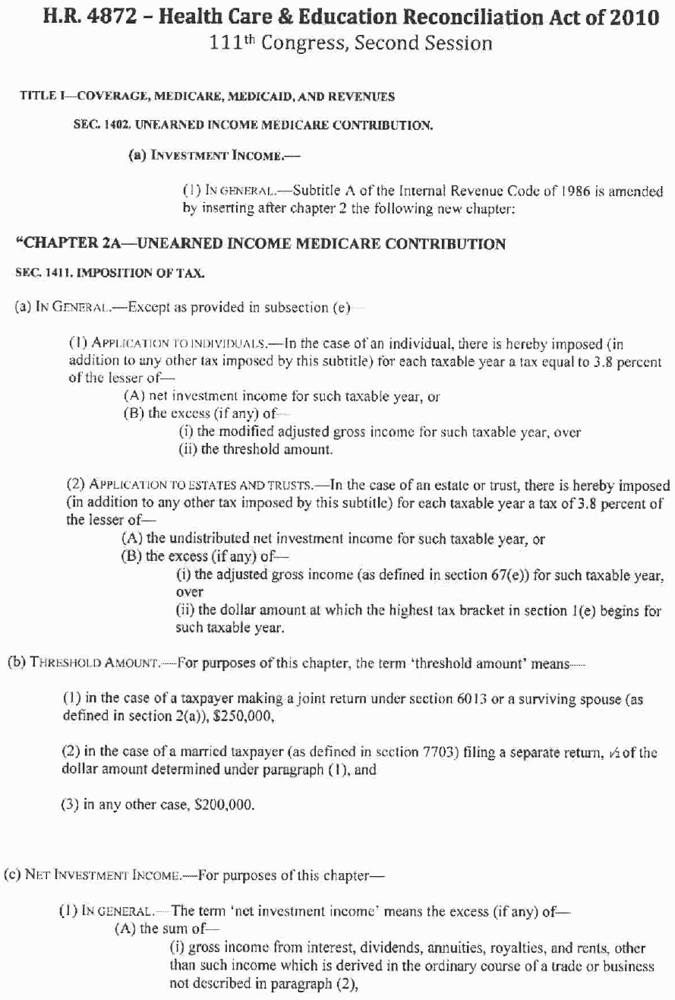 H.R. 4872 – Health Care & Education Reconciliation Act of 2010
111th Congress, Second Session
TITLE I—COVERAGE, MEDICARE, MEDICAID, AND REVENUES
SEC. 1402. UNEARNED INCOME MEDICARE CONTRIBUTION.
(a) INVESTMENT INCOME.—
(1) IN GENERAL.—Subtitle A of the Internal Revenue Code of 1986 is amended
by inserting after chapter 2 the following new chapter:
“CHAPTER 2A—UNEARNED INCOME MEDICARE CONTRIBUTION
SEC. 1411. IMPOSITION OF TAX.
(a) IN GENERAL.—Except as provided in subsection (e)—
(1) APPLICATION TO INDIVIDUALS.—In the case of an individual, there is hereby imposed (in
addition to any other tax imposed by this subtitle) for each taxable year a tax equal to 3.8 percent
of the lesser of—
(A) net investment income for such taxable year, or
(B) the excess (if any) of—
(i) the modified adjusted gross income for such taxable year, over
(ii) the threshold amount.
(2) APPLICATION TO ESTATES AND TRUSTS.—In the case of an estate or trust, there is hereby imposed
(in addition to any other tax imposed by this subtitle) for each taxable year a tax of 3.8 percent of
the lesser of—
(A) the undistributed net investment income for such taxable year, or
(B) the excess (if any) of—
(i) the adjusted gross income (as defined in section 67(e)) for such taxable year,
over
(ii) the dollar amount at which the highest tax bracket in section 1(e) begins for
such taxable year.
(b) THRESHOLD AMOUNT.—For purposes of this chapter, the term ‘threshold amount’ means—
(1) in the case of a taxpayer making a joint return under section 6013 or a surviving spouse (as
defined in section 2(a)), $250,000,
(2) in the case of a married taxpayer (as defined in section 7703) filing a separate return, ½ of the
dollar amount determined under paragraph (1), and
(3) in any other case, $200,000.
(c) NET INVESTMENT INCOME.—For purposes of this chapter—
(1) IN GENERAL.—The term ‘net investment income’ means the excess (if any) of—
(A) the sum of—
(i) gross income from interest, dividends, annuities, royalties, and rents, other
than such income which is derived in the ordinary course of a trade or business
not described in paragraph (2),